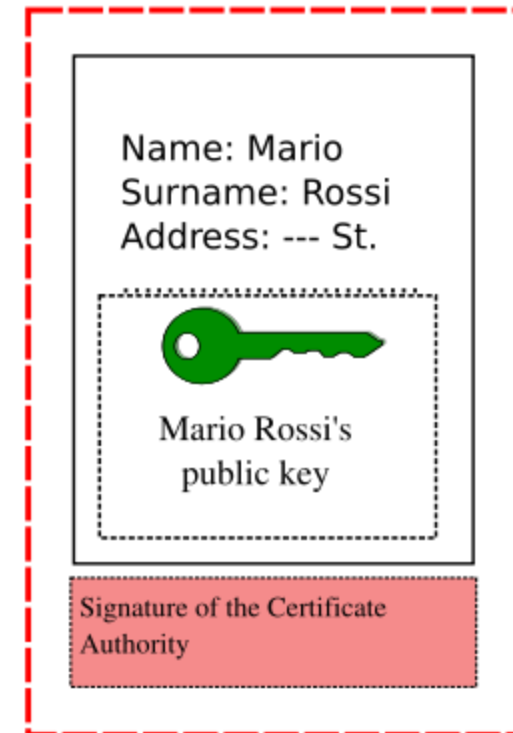 Name: Mario
Surname: Rossi
Address: --- St.
Mario Rossi's
public key
Signature of the Certificate
Authority